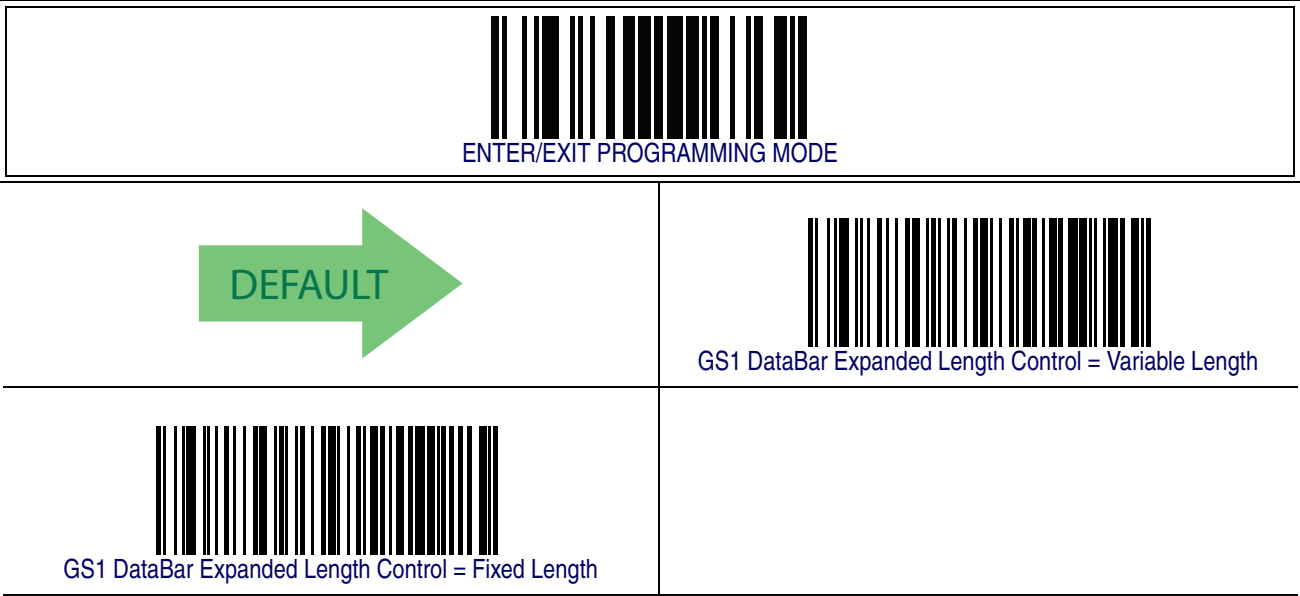 ENTER/EXIT PROGRAMMING MODE
DEFAULT
GS1 DataBar Expanded Length Control = Variable Length
GS1 DataBar Expanded Length Control = Fixed Length